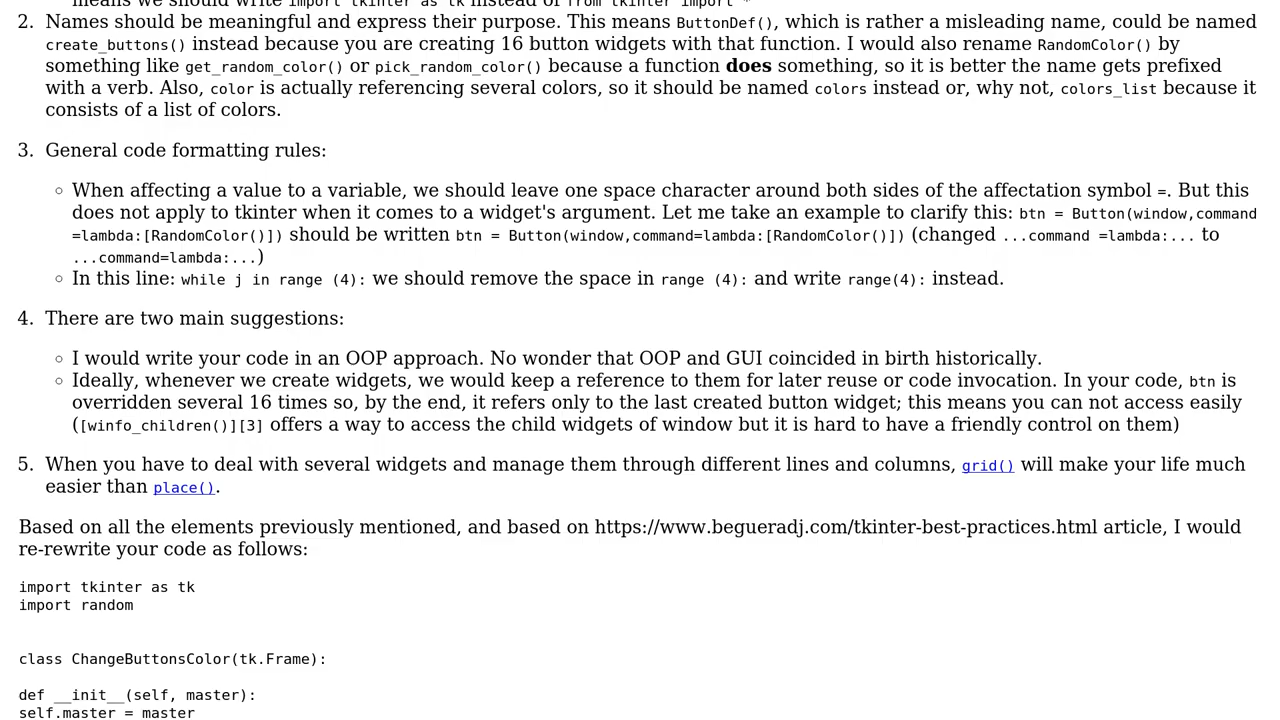 means we should write import tkinter as tk instead of from tkinter import *
2. Names should be meaningful and express their purpose. This means ButtonDef(), which is rather a misleading name, could be named
create_buttons() instead because you are creating 16 button widgets with that function. I would also rename RandomColor() by
something like get_random_color() or pick_random_color() because a function does something, so it is better the name gets prefixed
with a verb. Also, color is actually referencing several colors, so it should be named colors instead or, why not, colors_list because it
consists of a list of colors.
3. General code formatting rules:
◦ When affecting a value to a variable, we should leave one space character around both sides of the affectation symbol =. But this
does not apply to tkinter when it comes to a widget's argument. Let me take an example to clarify this: btn = Button(window,command
=lambda:[RandomColor()]) should be written btn = Button(window,command=lambda:[RandomColor()]) (changed ...command =lambda:... to
...command=lambda:...)
◦ In this line: while j in range (4): we should remove the space in range (4): and write range(4): instead.
4. There are two main suggestions:
◦ I would write your code in an OOP approach. No wonder that OOP and GUI coincided in birth historically.
◦ Ideally, whenever we create widgets, we would keep a reference to them for later reuse or code invocation. In your code, btn is
overridden several 16 times so, by the end, it refers only to the last created button widget; this means you can not access easily
([winfo_children()][3] offers a way to access the child widgets of window but it is hard to have a friendly control on them)
5. When you have to deal with several widgets and manage them through different lines and columns, grid() will make your life much
easier than place().
Based on all the elements previously mentioned, and based on https://www.begueradj.com/tkinter-best-practices.html article, I would
re-rewrite your code as follows:
import tkinter as tk
import random
class ChangeButtonsColor(tk.Frame):
def __init__(self, master):
self.master = master